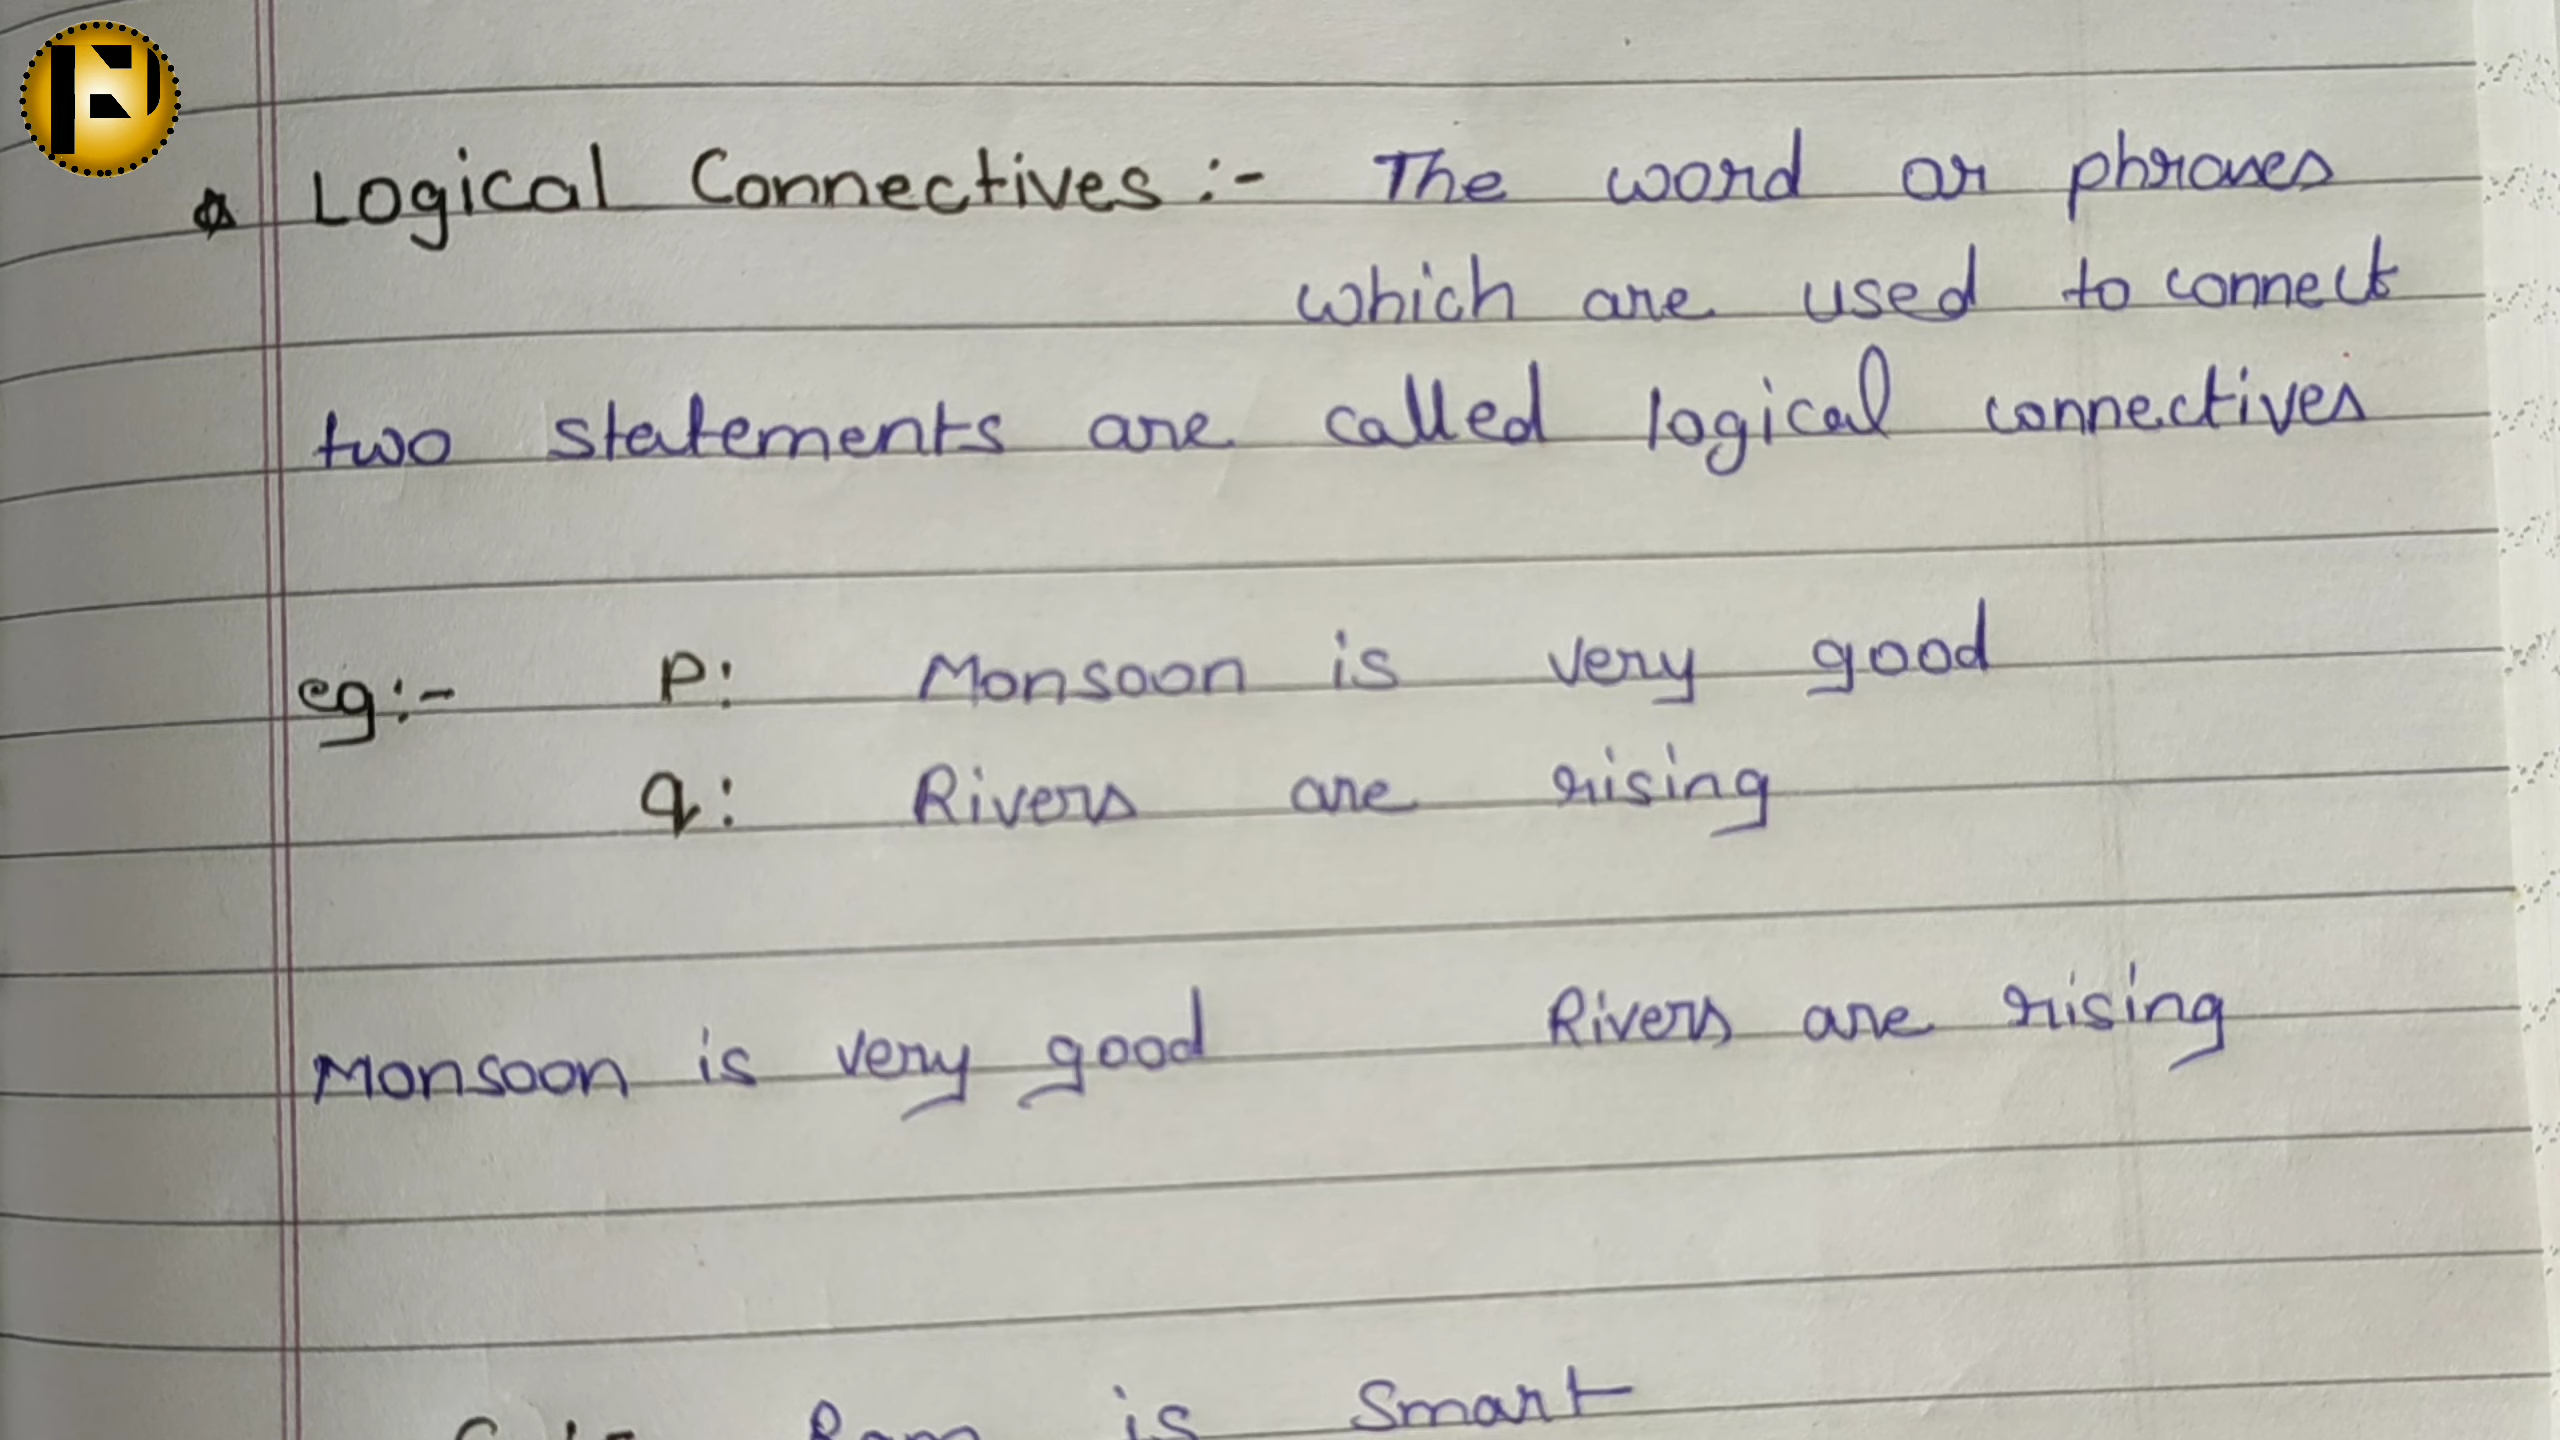 Logical Connectives :- The word or phrases
which are used to connect
two statements are called logical connectives
eg:- P: Monsoon is very good
q: Rivers are rising
Monsoon is very good Rivers are rising
is Smart